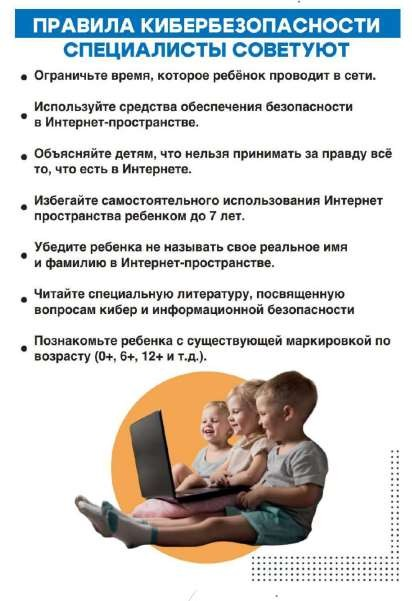 ПРАВИЛА КИБЕРБЕЗОПАСНОСТИ
СПЕЦИАЛИСТЫ СОВЕТУЮТ
• Ограничьте время, которое ребёнок проводит в сети.
• Используйте средства обеспечения безопасности
в Интернет-пространстве.
• Объясняйте детям, что нельзя принимать за правду всё
то, что есть в Интернете.
• Избегайте самостоятельного использования Интернет
пространства ребенком до 7 лет.
• Убедите ребенка не называть свое реальное имя
и фамилию в Интернет-пространстве.
• Читайте специальную литературу, посвященную
вопросам кибер и информационной безопасности
• Познакомьте ребенка с существующей маркировкой по
возрасту (0+, 6+, 12+ и т.д.).